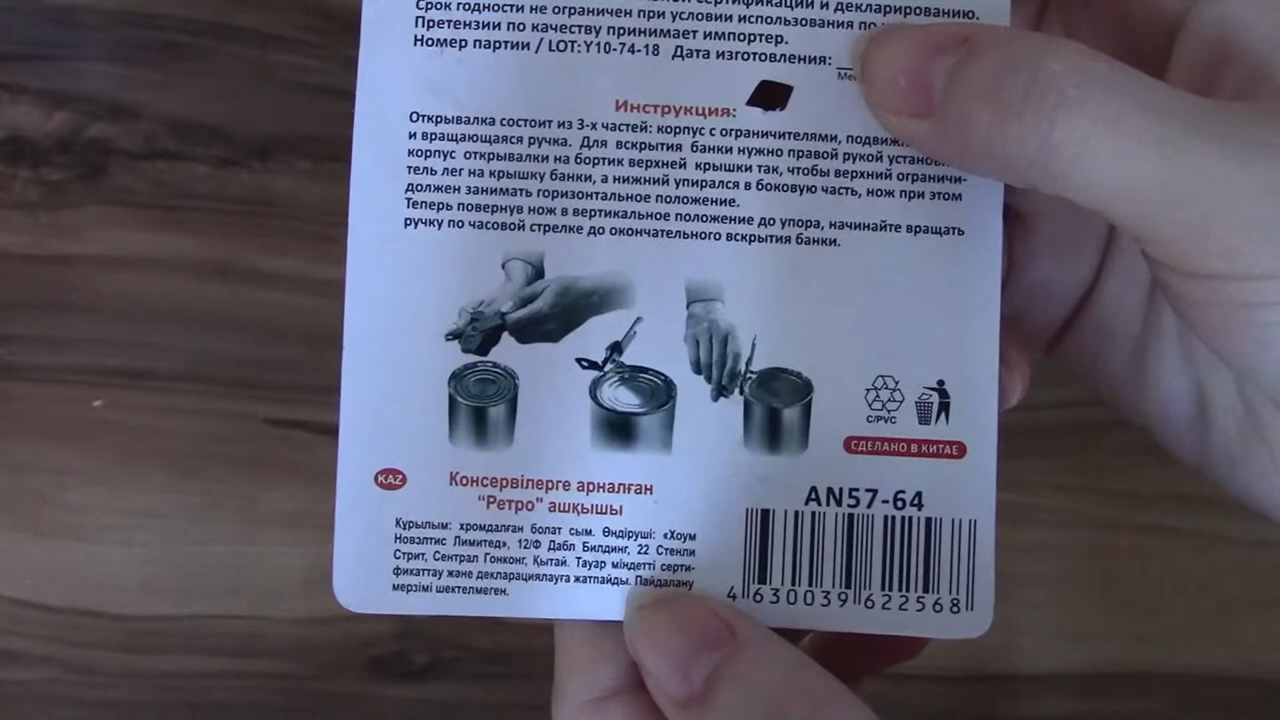 сертификации и декларированию.
Срок годности не ограничен при условии использования по
Претензии по качеству принимает импортер.
Номер партии / LOT: Y10-74-18 Дата изготовления:
Инструкция:
Открывалка состоит из 3-х частей: корпус с ограничителями,
и вращающаяся ручка. Для вскрытия банки нужно правой рукой
корпус открывалки на бортик верхней крышки так, чтобы верхний ограничи-
тель лег на крышку банки, а нижний упирался в боковую часть, нож при этом
должен занимать горизонтальное положение.
Теперь повернув нож в вертикальное положение до упора, начинайте вращать
ручку по часовой стрелке до окончательного вскрытия банки.
C/PVC
СДЕЛАНО В КИТАЕ
KAZ
Консервілерге арналған
“Ретро" ашқышы
Құрылым: хромдалған болат сым. Өндіруші: «Хоум
Новэлтис Лимитед», 12/Ф Дабл Билдинг, 22 Стенли
Стрит, Сентрал Гонконг, Қытай. Тауар міндетті серти-
фикаттау және декларациялауга жатпайды. Пайдалану
мерзімі шектелмеген.
AN57-64
4 630039 622568